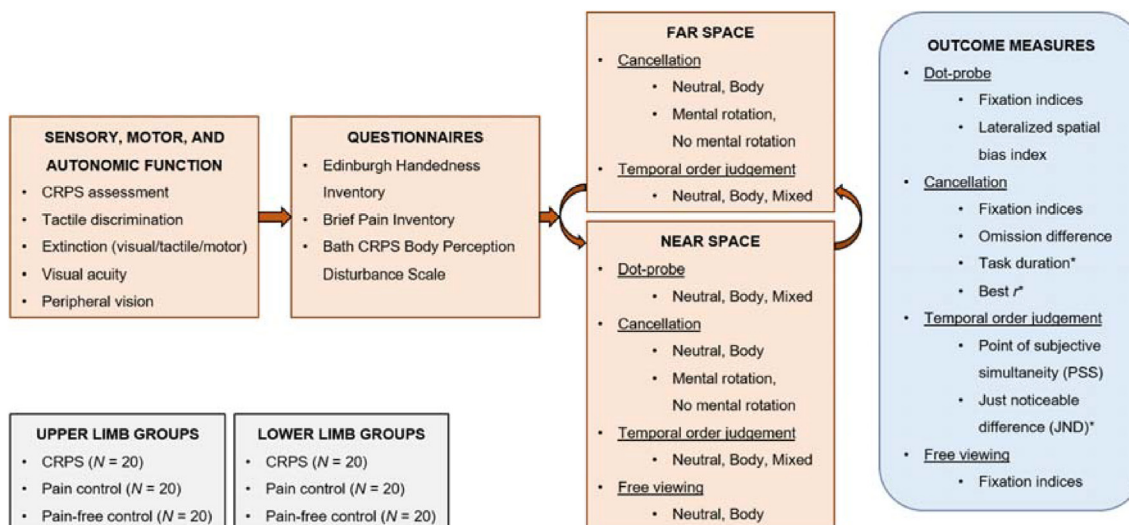 SENSORY, MOTOR, AND
AUTONOMIC FUNCTION
• CRPS assessment
• Tactile discrimination
• Extinction (visual/tactile/motor)
• Visual acuity
• Peripheral vision
QUESTIONNAIRES
• Edinburgh Handedness
Inventory
• Brief Pain Inventory
• Bath CRPS Body Perception
Disturbance Scale
FAR SPACE
• Cancellation
• Neutral, Body
• Mental rotation,
No mental rotation
• Temporal order judgement
• Neutral, Body, Mixed
NEAR SPACE
• Dot-probe
• Neutral, Body, Mixed
• Cancellation
• Neutral, Body
• Mental rotation,
No mental rotation
• Temporal order judgement
• Neutral, Body, Mixed
• Free viewing
• Neutral, Body
OUTCOME MEASURES
• Dot-probe
• Fixation indices
• Lateralized spatial
bias index
• Cancellation
• Fixation indices
• Omission difference
• Task duration*
• Best r*
• Temporal order judgement
• Point of subjective
simultaneity (PSS)
• Just noticeable
difference (JND)*
• Free viewing
• Fixation indices
UPPER LIMB GROUPS
• CRPS (N = 20)
• Pain control (N = 20)
• Pain-free control (N = 20)
LOWER LIMB GROUPS
• CRPS (N = 20)
• Pain control (N = 20)
• Pain-free control (N = 20)